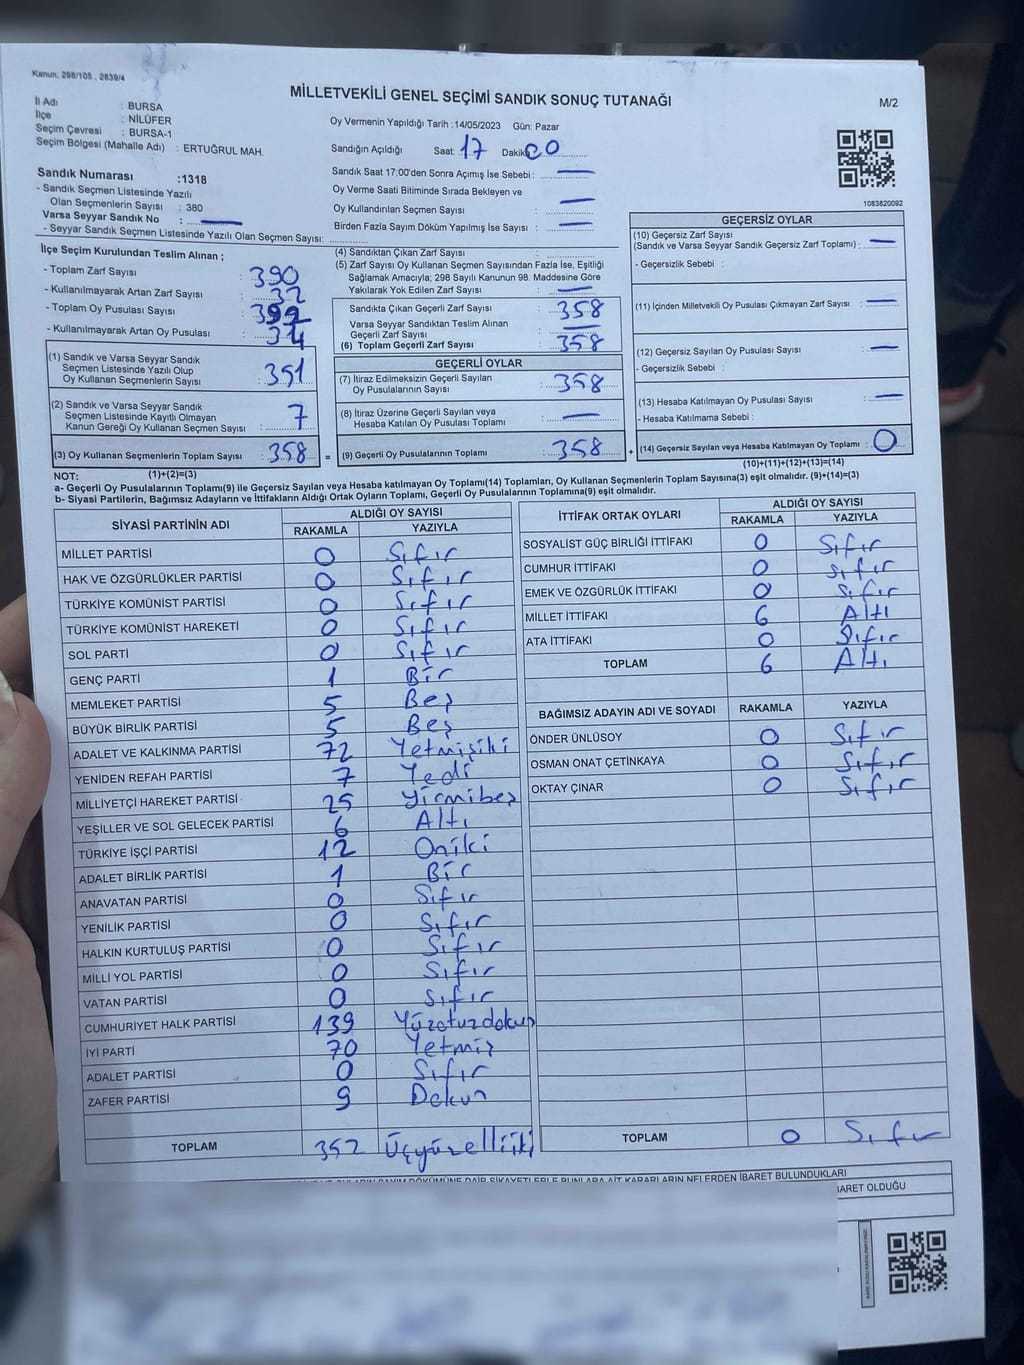 Kanun, 298/105 , 2839/4
MİLLETVEKİLİ GENEL SEÇİMİ SANDIK SONUÇ TUTANAĞI
M/2
İl Adı : BURSA
İlçe : NİLÜFER
Seçim Çevresi : BURSA-1
Seçim Bölgesi (Mahalle Adı) : ERTUĞRUL MAH.
Sandık Numarası :1318
- Sandık Seçmen Listesinde Yazılı
Olan Seçmenlerin Sayısı : 380
Varsa Seyyar Sandık No :
- Seyyar Sandık Seçmen Listesinde Yazılı Olan Seçmen Sayısı:
Oy Vermenin Yapıldığı Tarih :14/05/2023 Gün: Pazar
Sandığın Açıldığı Saat: 17 Dakika 00
Sandık Saat 17:00'den Sonra Açımış İse Sebebi : —
Oy Verme Saati Bitiminde Sırada Bekleyen ve
Oy Kullandırılan Seçmen Sayısı —
Birden Fazla Sayım Döküm Yapılmış İse Sayısı : —
1083820092
İlçe Seçim Kurulundan Teslim Alınan ;
- Toplam Zarf Sayısı : 390
- Kullanılmayarak Artan Zarf Sayısı : 32
- Toplam Oy Pusulası Sayısı :
- Kullanılmayarak Artan Oy Pusulası : 34
(1) Sandık ve Varsa Seyyar Sandık
Seçmen Listesinde Yazılı Olup
Oy Kullanan Seçmenlerin Sayısı : 351
(2) Sandık ve Varsa Seyyar Sandık
Seçmen Listesinde Kayıtlı Olmayan
Kanun Gereği Oy Kullanan Seçmen Sayısı : 7
(3) Oy Kullanan Seçmenlerin Toplam Sayısı : 358
(4) Sandıktan Çıkan Zarf Sayısı :
(5) Zarf Sayısı Oy Kullanan Seçmen Sayısından Fazla İse, Eşitliği
Sağlamak Amacıyla; 298 Sayılı Kanunun 98. Maddesine Göre
Yakılarak Yok Edilen Zarf Sayısı : —
Sandıkta Çıkan Geçerli Zarf Sayısı : 358
Varsa Seyyar Sandıktan Teslim Alınan
Geçerli Zarf Sayısı : —
(6) Toplam Geçerli Zarf Sayısı : 358
GEÇERLİ OYLAR
(7) İtiraz Edilmeksizin Geçerli Sayılan
Oy Pusulalarının Sayısı : 358
(8) İtiraz Üzerine Geçerli Sayılan veya
Hesaba Katılan Oy Pusulası Toplamı : —
= (9) Geçerli Oy Pusulalarının Toplamı : 358
GEÇERSİZ OYLAR
(10) Geçersiz Zarf Sayısı
(Sandık ve Varsa Seyyar Sandık Geçersiz Zarf Toplamı) : —
- Geçersizlik Sebebi :
(11) İçinden Milletvekili Oy Pusulası Çıkmayan Zarf Sayısı : —
(12) Geçersiz Sayılan Oy Pusulası Sayısı : —
- Geçersizlik Sebebi :
(13) Hesaba Katılmayan Oy Pusulası Sayısı : —
- Hesaba Katılmama Sebebi :
+ (14) Geçersiz Sayılan veya Hesaba Katılmayan Oy Toplamı : 0
NOT: (1)+(2)=(3)
(10)+(11)+(12)+(13)=(14)
a- Geçerli Oy Pusulalarının Toplamı(9) ile Geçersiz Sayılan veya Hesaba katılmayan Oy Toplamı(14) Toplamları, Oy Kullanan Seçmenlerin Toplam Sayısına(3) eşit olmalıdır. (9)+(14)=(3)
b- Siyasi Partilerin, Bağımsız Adayların ve İttifakların Aldığı Ortak Oyların Toplamı, Geçerli Oy Pusulalarının Toplamına(9) eşit olmalıdır.
SİYASİ PARTİNİN ADI
ALDIĞI OY SAYISI
RAKAMLA YAZIYLA
MİLLET PARTİSİ 0 Sıfır
HAK VE ÖZGÜRLÜKLER PARTİSİ 0 Sıfır
TÜRKİYE KOMÜNİST PARTİSİ 0 Sıfır
TÜRKİYE KOMÜNİST HAREKETİ 0 Sıfır
SOL PARTİ 0 Sıfır
GENÇ PARTİ 1 Bir
MEMLEKET PARTİSİ 5 Beş
BÜYÜK BİRLİK PARTİSİ 5 Beş
ADALET VE KALKINMA PARTİSİ 72 Yetmişiki
YENİDEN REFAH PARTİSİ 7 Yedi
MİLLİYETÇİ HAREKET PARTİSİ 25 Yirmibeş
YEŞİLLER VE SOL GELECEK PARTİSİ 6 Altı
TÜRKİYE İŞÇİ PARTİSİ 12 Oniki
ADALET BİRLİK PARTİSİ 1 Bir
ANAVATAN PARTİSİ 0 Sıfır
YENİLİK PARTİSİ 0 Sıfır
HALKIN KURTULUŞ PARTİSİ 0 Sıfır
MİLLİ YOL PARTİSİ 0 Sıfır
VATAN PARTİSİ 0 Sıfır
CUMHURİYET HALK PARTİSİ 139 Yüzotuzdokuz
İYİ PARTİ 70 Yetmiş
ADALET PARTİSİ 0 Sıfır
ZAFER PARTİSİ 9 Dokuz
TOPLAM 352 Üçyüzelliiki
İTTİFAK ORTAK OYLARI
ALDIĞI OY SAYISI
RAKAMLA YAZIYLA
SOSYALİST GÜÇ BİRLİĞİ İTTİFAKI 0 Sıfır
CUMHUR İTTİFAKI 0 Sıfır
EMEK VE ÖZGÜRLÜK İTTİFAKI 0 Sıfır
MİLLET İTTİFAKI 6 Altı
ATA İTTİFAKI 0 Sıfır
TOPLAM 6 Altı
BAĞIMSIZ ADAYIN ADI VE SOYADI RAKAMLA YAZIYLA
ÖNDER ÜNLÜSOY 0 Sıfır
OSMAN ONAT ÇETİNKAYA 0 Sıfır
OKTAY ÇINAR 0 Sıfır
TOPLAM 0 Sıfır
SAYIM DÖKÜMÜNE DAİR ŞİKAYETLERLE BUNLARA AİT KARARLARIN NELERDEN İBARET BULUNDUKLARI
OLDUĞU